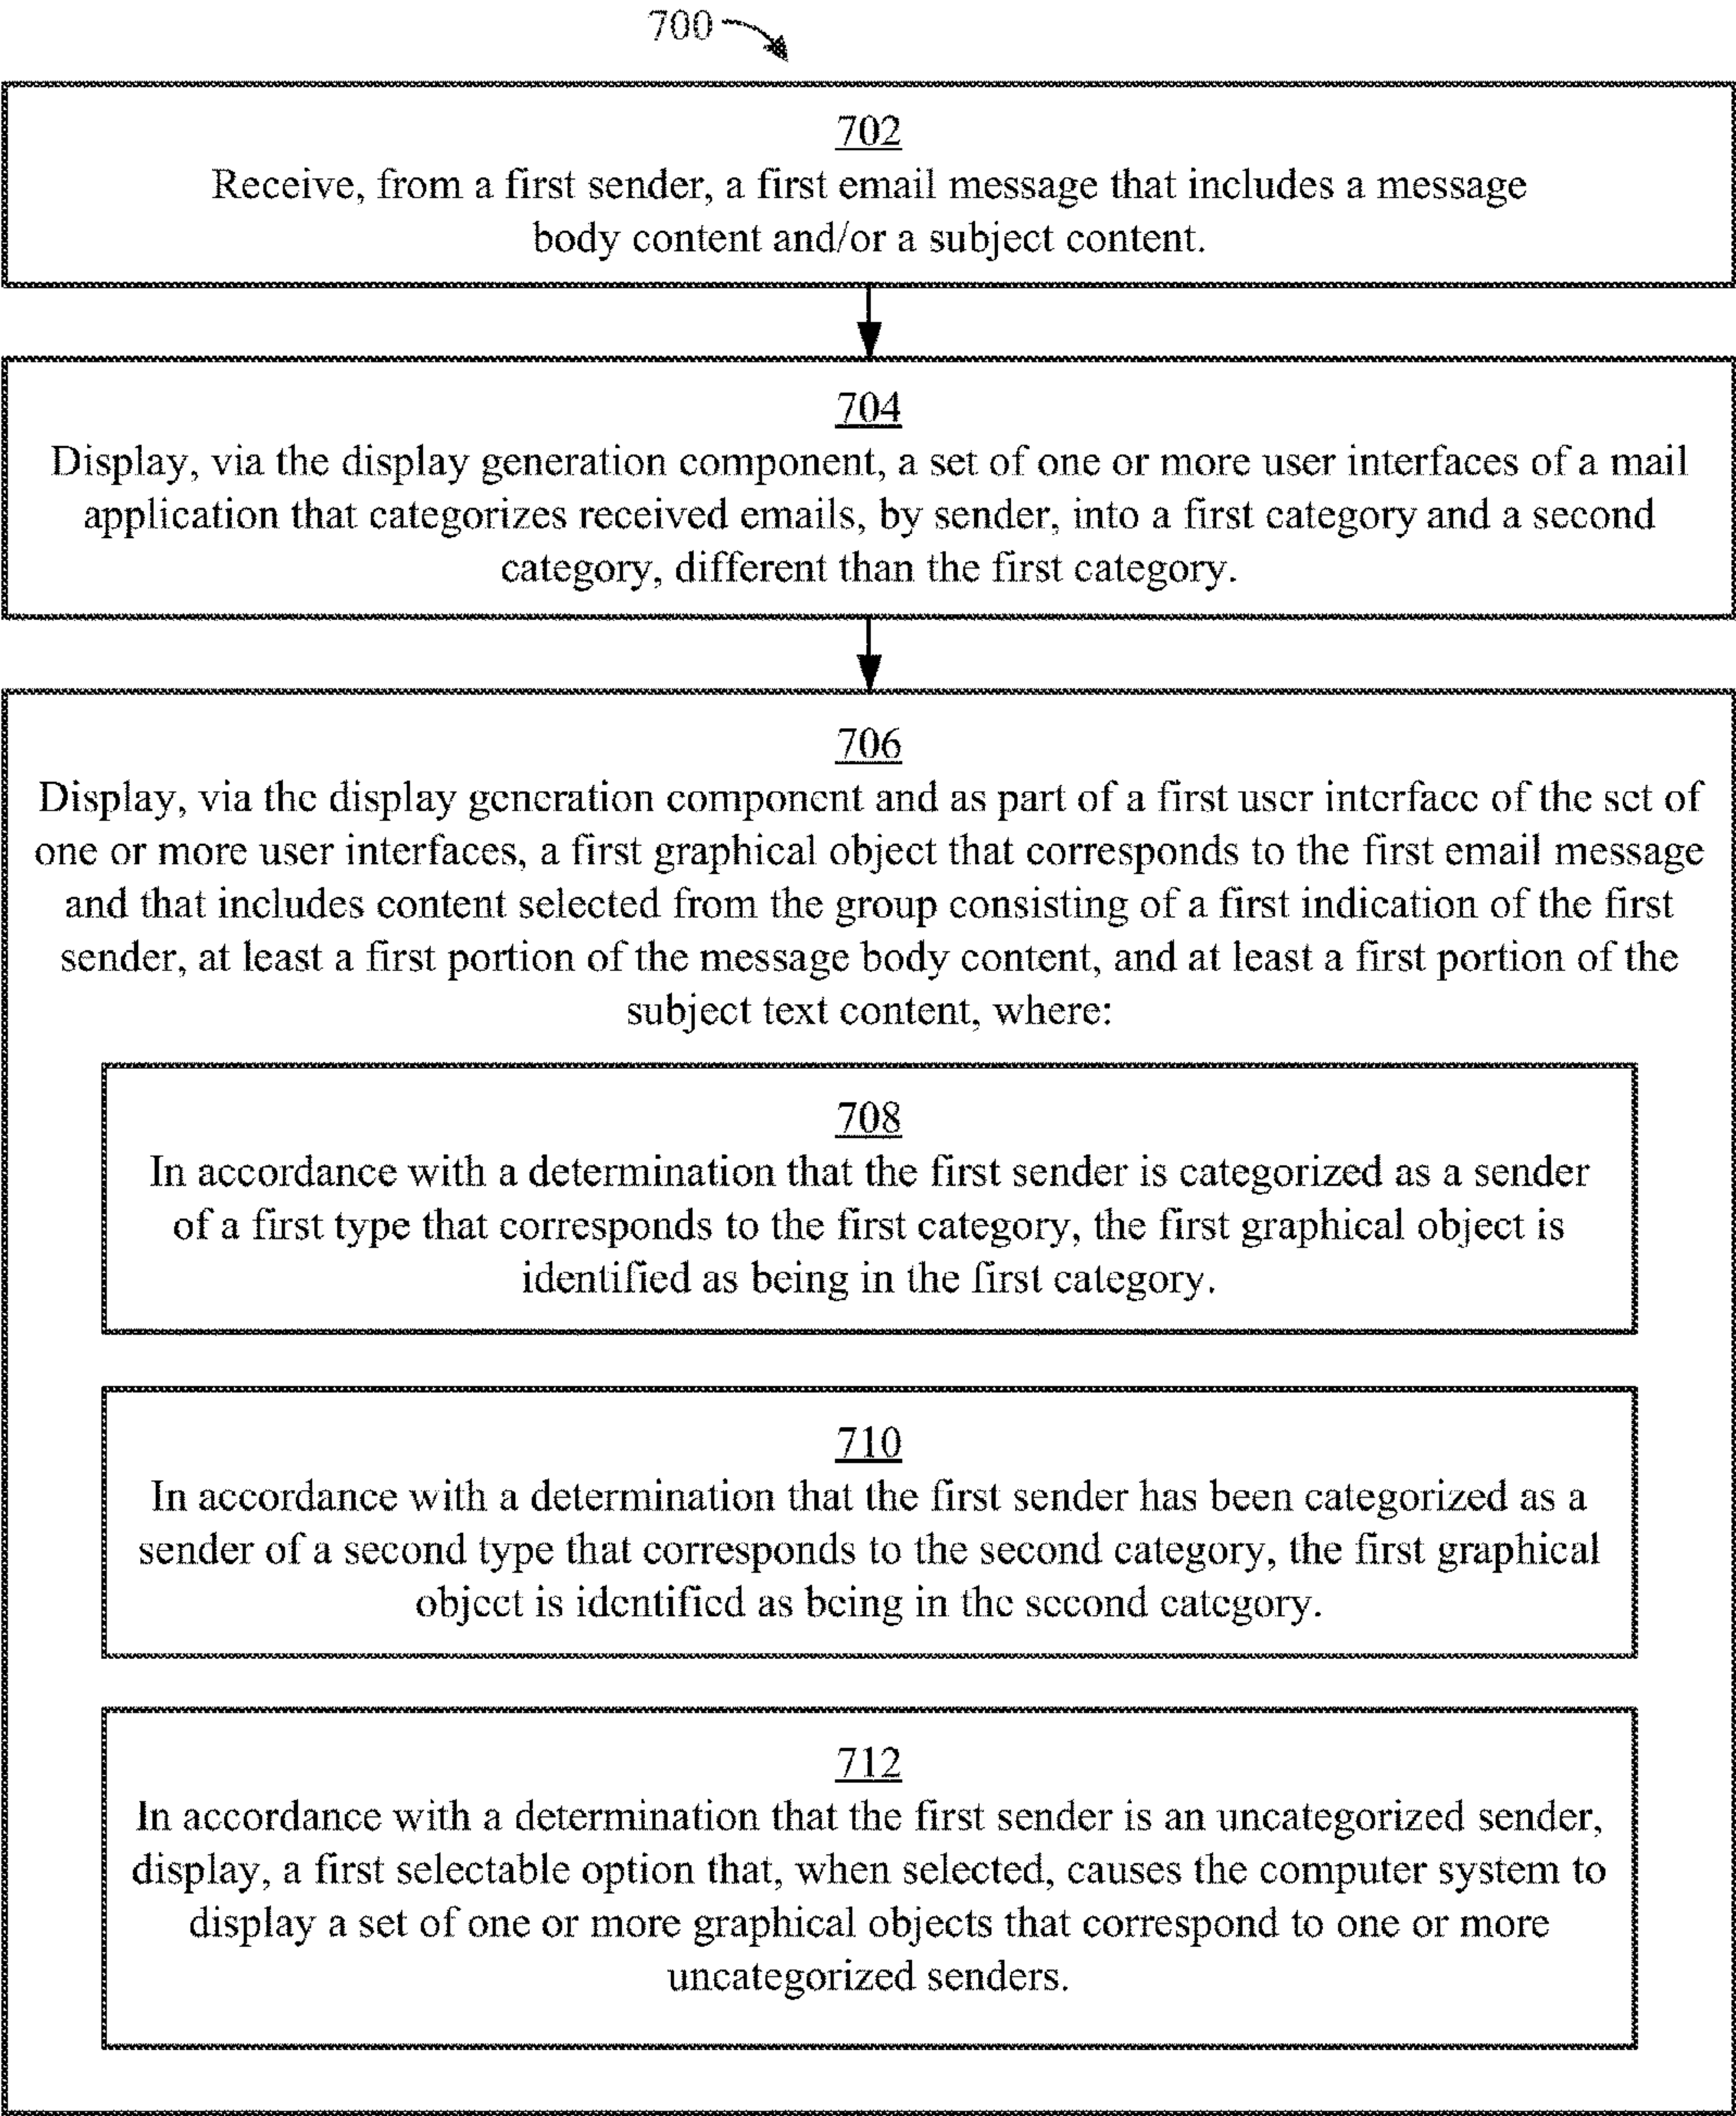 700
702
Receive, from a first sender, a first email message that includes a message
body content and/or a subject content.
704
Display, via the display generation component, a set of one or more user interfaces of a mail
application that categorizes received emails, by sender, into a first category and a second
category, different than the first category.
706
Display, via the display generation component and as part of a first user interface of the set of
one or more user interfaces, a first graphical object that corresponds to the first email message
and that includes content selected from the group consisting of a first indication of the first
sender, at least a first portion of the message body content, and at least a first portion of the
subject text content, where:
708
In accordance with a determination that the first sender is categorized as a sender
of a first type that corresponds to the first category, the first graphical object is
identified as being in the first category.
710
In accordance with a determination that the first sender has been categorized as a
sender of a second type that corresponds to the second category, the first graphical
object is identified as being in the second category.
712
In accordance with a determination that the first sender is an uncategorized sender,
display, a first selectable option that, when selected, causes the computer system to
display a set of one or more graphical objects that correspond to one or more
uncategorized senders.